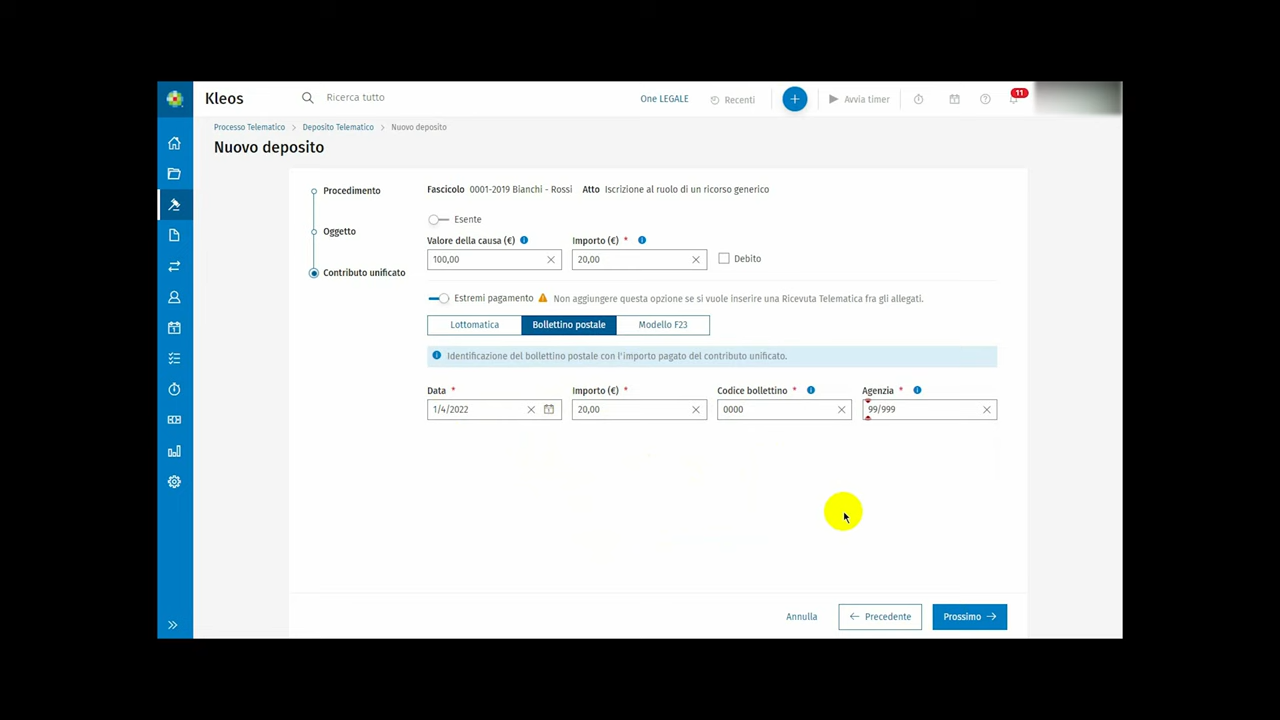 Kleos
Ricerca tutto
One LEGALE
Recenti
Avvia timer
11
Processo Telematico > Deposito Telematico > Nuovo deposito
Nuovo deposito
Procedimento
Oggetto
Contributo unificato
Fascicolo 0001-2019 Bianchi - Rossi Atto Iscrizione al ruolo di un ricorso generico
Esente
Valore della causa (€) Importo (€) *
100,00 20,00 Debito
Estremi pagamento Non aggiungere questa opzione se si vuole inserire una Ricevuta Telematica fra gli allegati.
Lottomatica Bollettino postale Modello F23
Identificazione del bollettino postale con l'importo pagato del contributo unificato.
Data * Importo (€) * Codice bollettino * Agenzia *
1/4/2022 20,00 0000 99/999
Annulla Precedente Prossimo